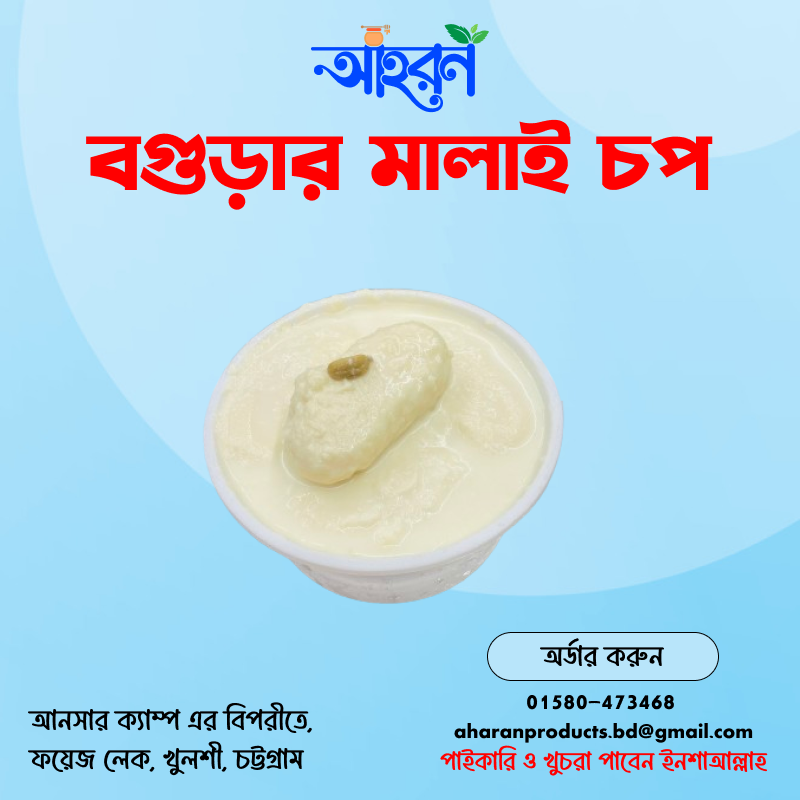 আহরন
বগুড়ার মালাই চপ
অর্ডার করুন
01580-473468
aharanproducts.bd@gmail.com
পাইকারি ও খুচরা পাবেন ইনশাআল্লাহ
আনসার ক্যাম্প এর বিপরীতে,
ফয়েজ লেক, খুলশী, চট্টগ্রাম